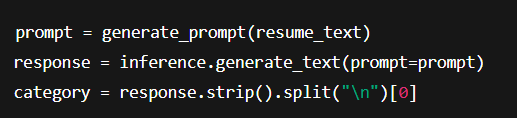 prompt = generate_prompt(resume_text)
response = inference.generate_text(prompt=prompt)
category = response.strip().split("\n")[0]